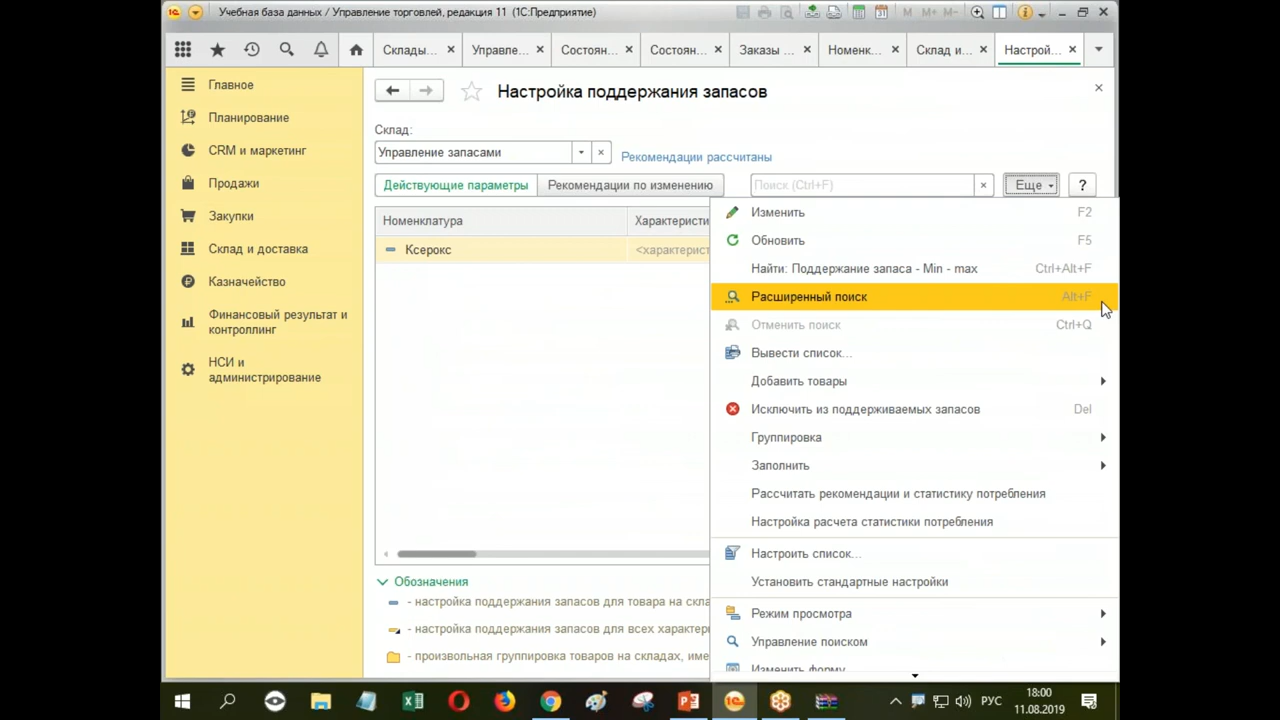 Учебная база данных / Управление торговлей, редакция 11 (1С:Предприятие)
M M+ M-
Склады...
Управле...
Состоян...
Состоян...
Заказы ...
Номенк...
Склад и...
Настрой...
Главное
Планирование
CRM и маркетинг
Продажи
Закупки
Склад и доставка
Казначейство
Финансовый результат и
контроллинг
НСИ и
администрирование
Настройка поддержания запасов
Склад:
Управление запасами
Рекомендации рассчитаны
Действующие параметры
Рекомендации по изменению
Поиск (Ctrl+F)
Еще
?
Номенклатура
Характеристи
Ксерокс
<характерист
Изменить F2
Обновить F5
Найти: Поддержание запаса - Min - max Ctrl+Alt+F
Расширенный поиск Alt+F
Отменить поиск Ctrl+Q
Вывести список...
Добавить товары
Исключить из поддерживаемых запасов Del
Группировка
Заполнить
Рассчитать рекомендации и статистику потребления
Настройка расчета статистики потребления
Настроить список...
Установить стандартные настройки
Режим просмотра
Управление поиском
Изменить форму
Обозначения
- настройка поддержания запасов для товара на скла
- настройка поддержания запасов для всех характер
- произвольная группировка товаров на складах, име
РУС
18:00
11.08.2019